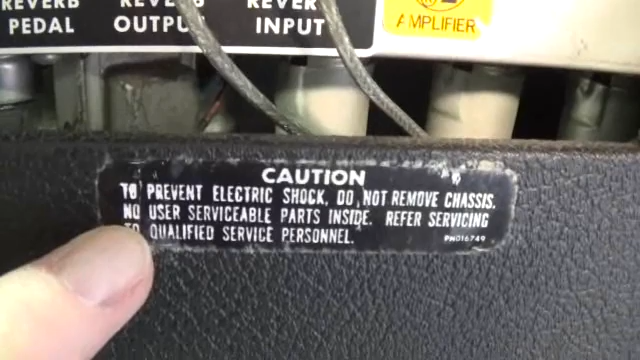 REVERB REVERB REVER
PEDAL OUTPUT INPUT
AMPLIFIER
CAUTION
TO PREVENT ELECTRIC SHOCK, DO NOT REMOVE CHASSIS.
NO USER SERVICEABLE PARTS INSIDE. REFER SERVICING
TO QUALIFIED SERVICE PERSONNEL.
PN016749